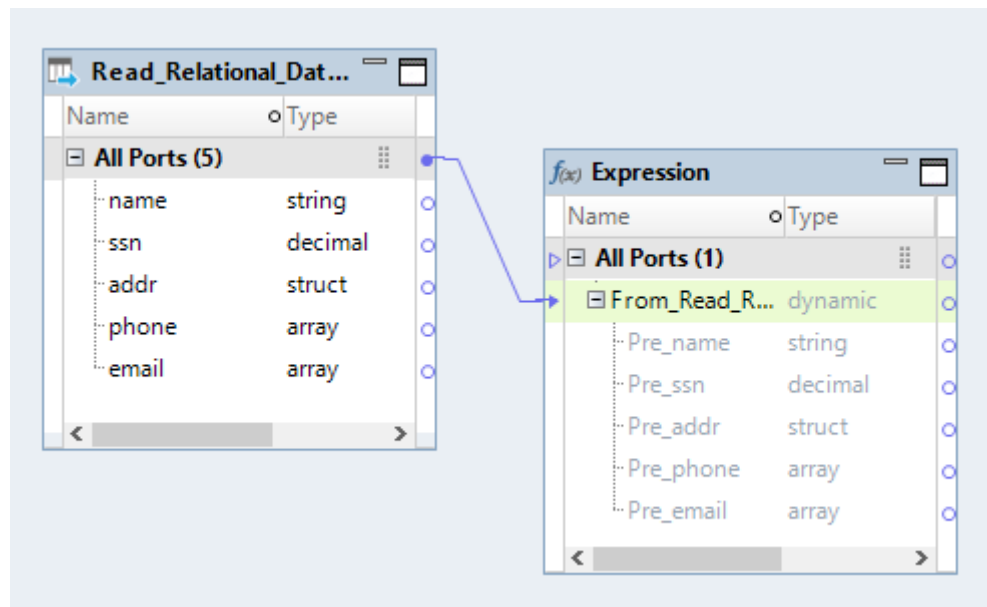 Read_Relational_Dat...
Name Type
All Ports (5)
name string
ssn decimal
addr struct
phone array
email array
f(x) Expression
Name Type
All Ports (1)
From_Read_R... dynamic
Pre_name string
Pre_ssn decimal
Pre_addr struct
Pre_phone array
Pre_email array